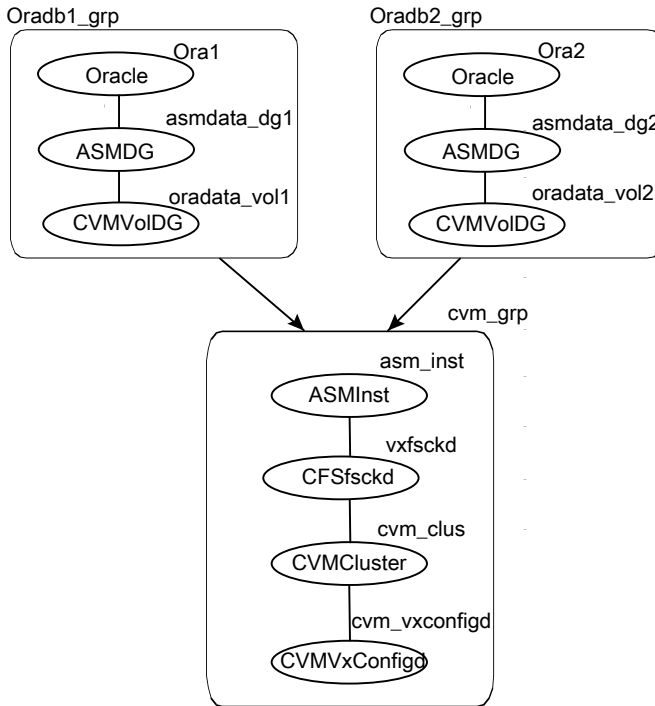 Oradb1_grp
Ora1
Oracle
asmdata_dg1
ASMDG
oradata_vol1
CVMVolDG
Oradb2_grp
Ora2
Oracle
asmdata_dg2
ASMDG
oradata_vol2
CVMVolDG
cvm_grp
asm_inst
ASMInst
vxfsckd
CFSfsckd
cvm_clus
CVMCluster
cvm_vxconfigd
CVMVxConfigd